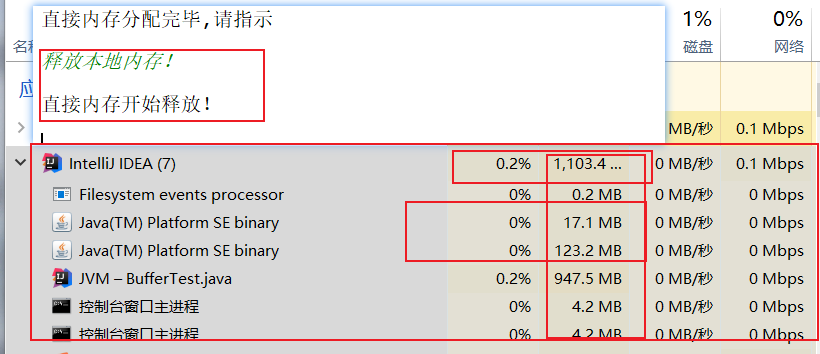 直接内存分配完毕,请指示
释放本地内存!
直接内存开始释放!
1% 0%
名称 磁盘 网络
应
MB/秒 0.1 Mbps
IntelliJ IDEA (7) 0.2% 1,103.4 ... 0 MB/秒 0.1 Mbps
Filesystem events processor 0% 0.2 MB 0 MB/秒 0 Mbps
Java(TM) Platform SE binary 0% 17.1 MB 0 MB/秒 0 Mbps
Java(TM) Platform SE binary 0% 123.2 MB 0 MB/秒 0 Mbps
JVM – BufferTest.java 0.2% 947.5 MB 0 MB/秒 0 Mbps
控制台窗口主进程 0% 4.2 MB 0 MB/秒 0 Mbps
控制台窗口主进程 0% 4.2 MB 0 MB/秒 0 Mbps